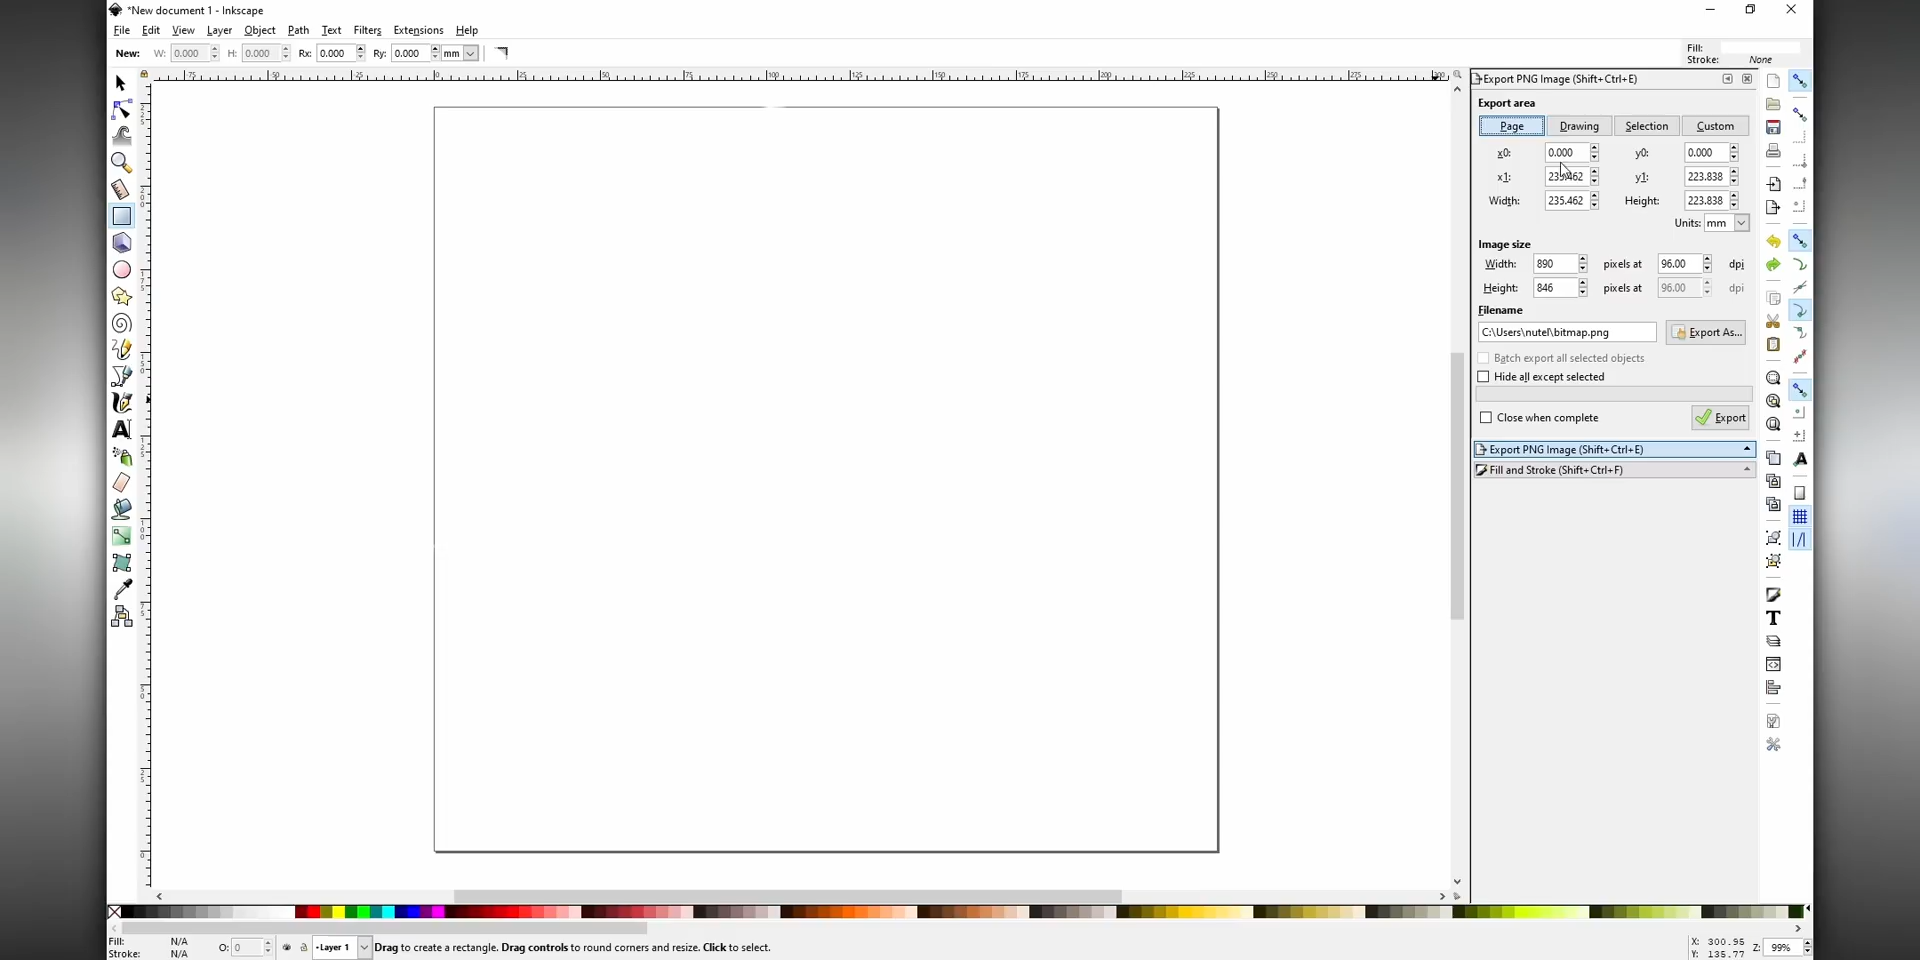 *New document 1 - Inkscape
File Edit View Layer Object Path Text Filters Extensions Help
New: W: 0.000 H: 0.000 Rx: 0.000 Ry: 0.000 mm
Fill:
Stroke: None
Export PNG Image (Shift+Ctrl+E)
Export area
Page Drawing Selection Custom
x0: 0.000 y0: 0.000
x1: 235.462 y1: 223.838
Width: 235.462 Height: 223.838
Units: mm
Image size
Width: 890 pixels at 96.00 dpi
Height: 846 pixels at 96.00 dpi
Filename
C:\Users\nutel\bitmap.png Export As...
Batch export all selected objects
Hide all except selected
Close when complete Export
Export PNG Image (Shift+Ctrl+E)
Fill and Stroke (Shift+Ctrl+F)
Fill: N/A
Stroke: N/A
O: 0 •Layer 1 Drag to create a rectangle. Drag controls to round corners and resize. Click to select.
X: 300.95
Y: 135.77
Z: 99%